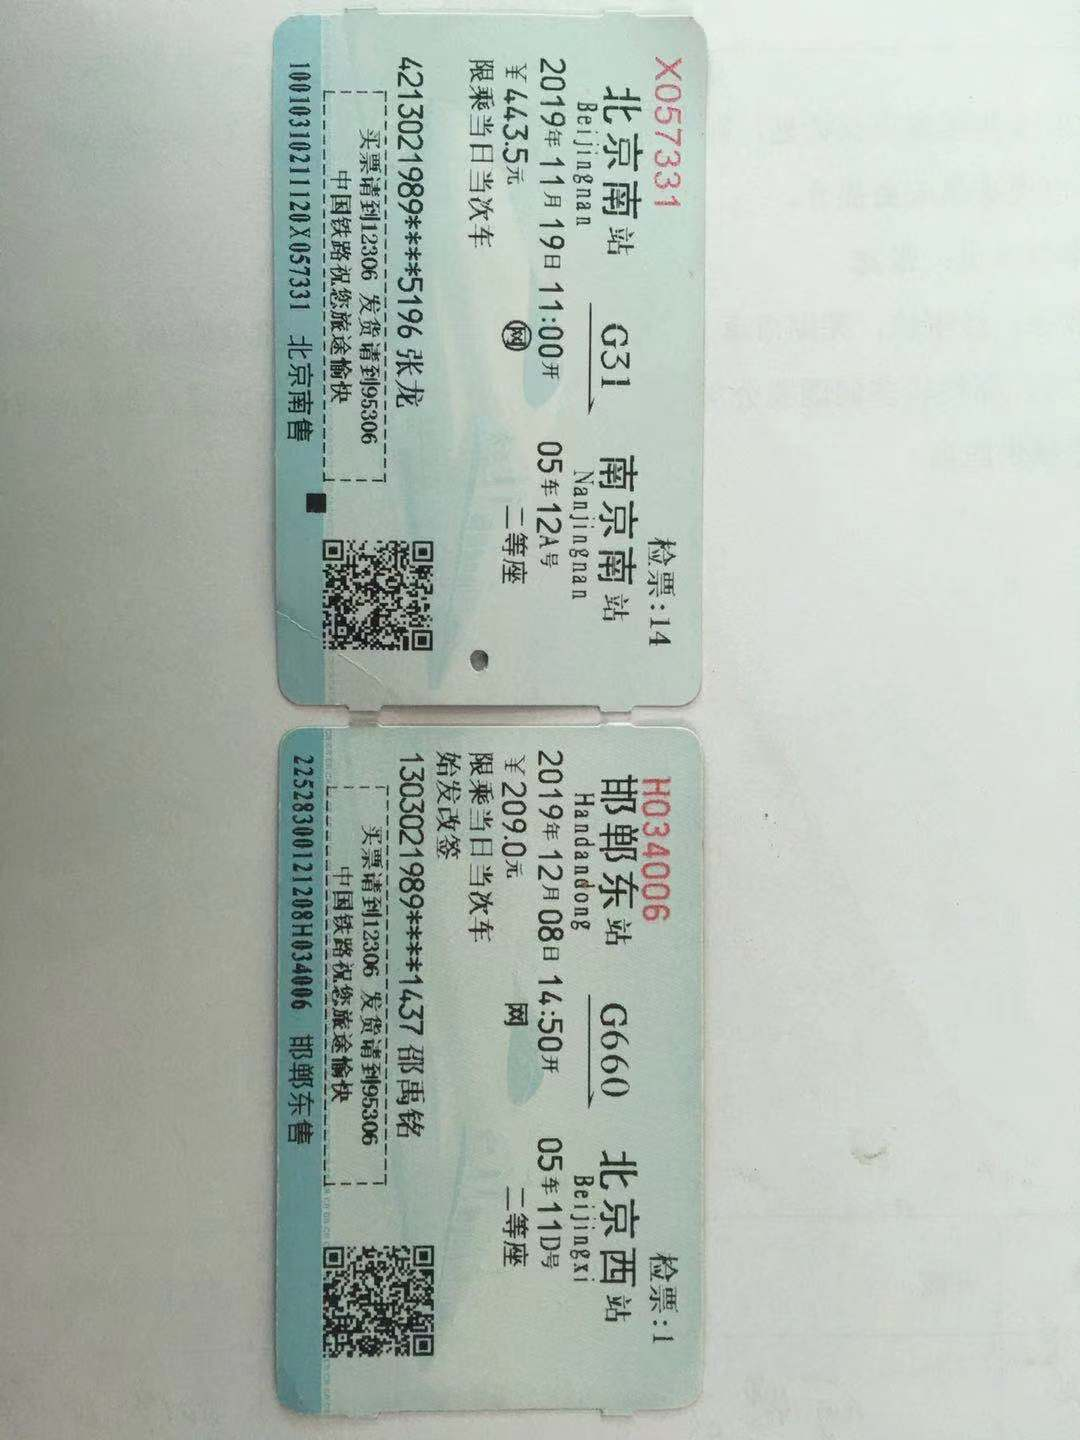 X057331
检票:14
北京南站 G31 南京南站
Beijingnan Nanjingnan
2019年11月19日11:00开 05车12A号
￥443.5元 网 二等座
限乘当日当次车
4213021989****5196 张龙
买票请到12306 发货请到95306
中国铁路祝您旅途愉快
10010310211120X057331 北京南售
H034006
检票:1
邯郸东站 G660 北京西站
Handandong Beijingxi
2019年12月08日14:50开 05车11D号
￥209.0元 网 二等座
限乘当日当次车
始发改签
1303021989****1437 邵禹铭
买票请到12306 发货请到95306
中国铁路祝您旅途愉快
22528300121208H034006 邯郸东售